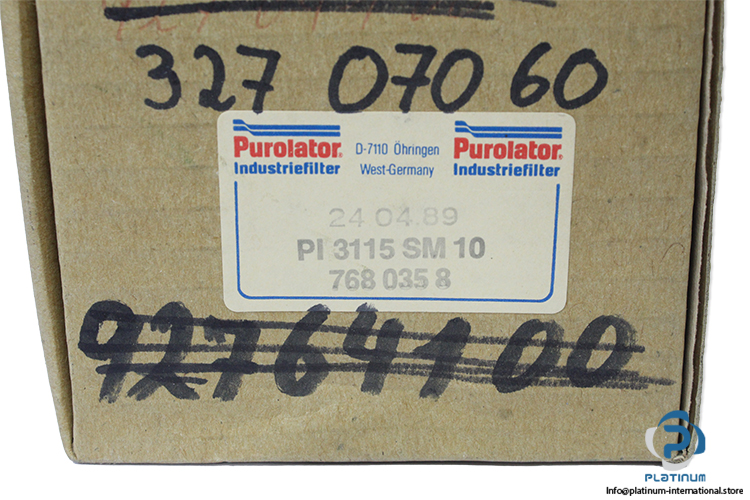 327 070 60
Purolator®
Industriefilter
D-7110 Öhringen
West-Germany
Purolator®
Industriefilter
24 04.89
PI 3115 SM 10
768 035 8
92764100
PLATINUM
Info@platinum-international.store